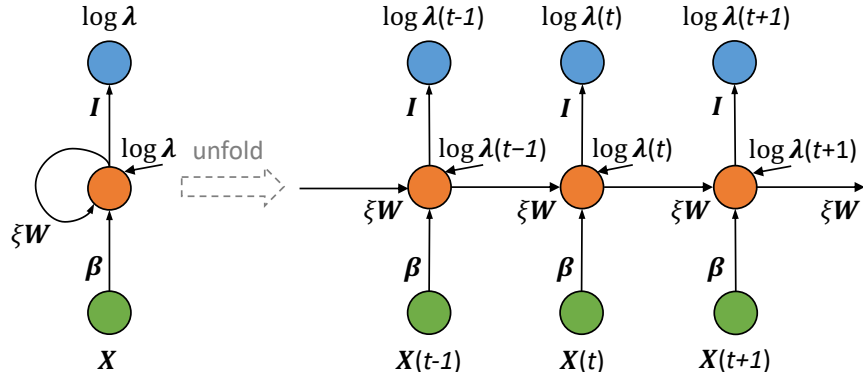 log λ log λ(t-1) log λ(t) log λ(t+1)
I I I I
log λ unfold log λ(t−1) log λ(t) log λ(t+1)
ξW ξW ξW ξW ξW
β β β β
X X(t-1) X(t) X(t+1)